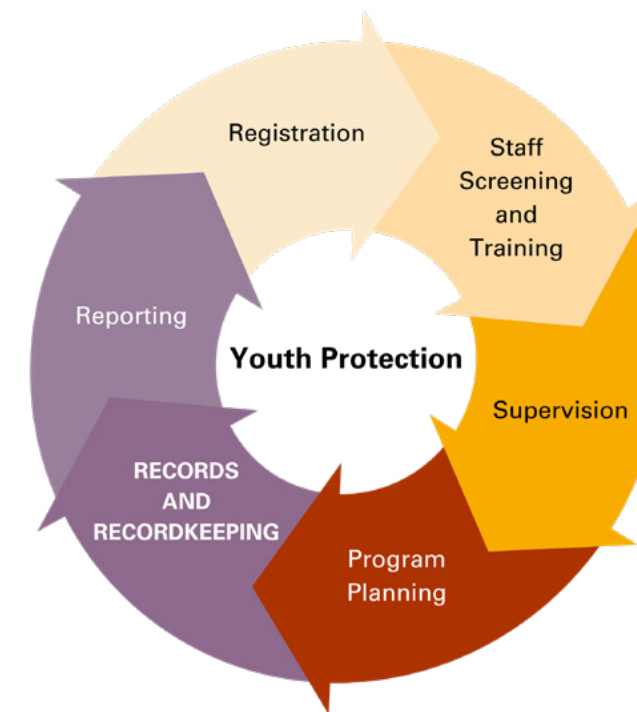 Registration
Staff
Screening
and
Training
Supervision
Program
Planning
RECORDS
AND
RECORDKEEPING
Reporting
Youth Protection